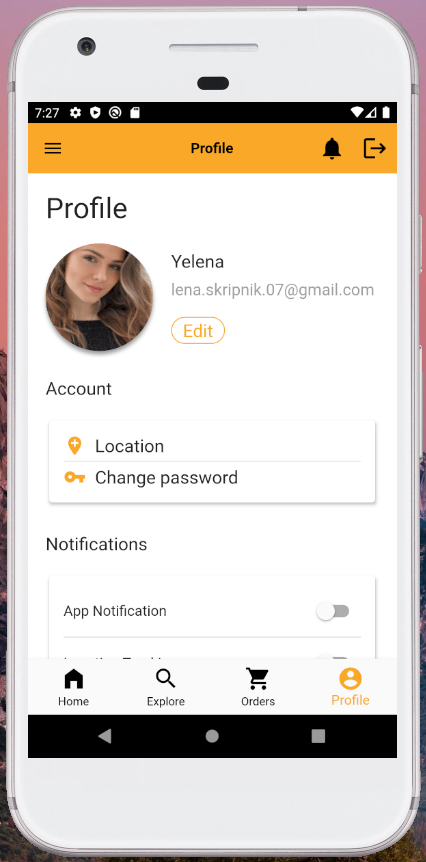 7:27
Profile
Profile
Yelena
lena.skripnik.07@gmail.com
Edit
Account
Location
Change password
Notifications
App Notification
Home
Explore
Orders
Profile